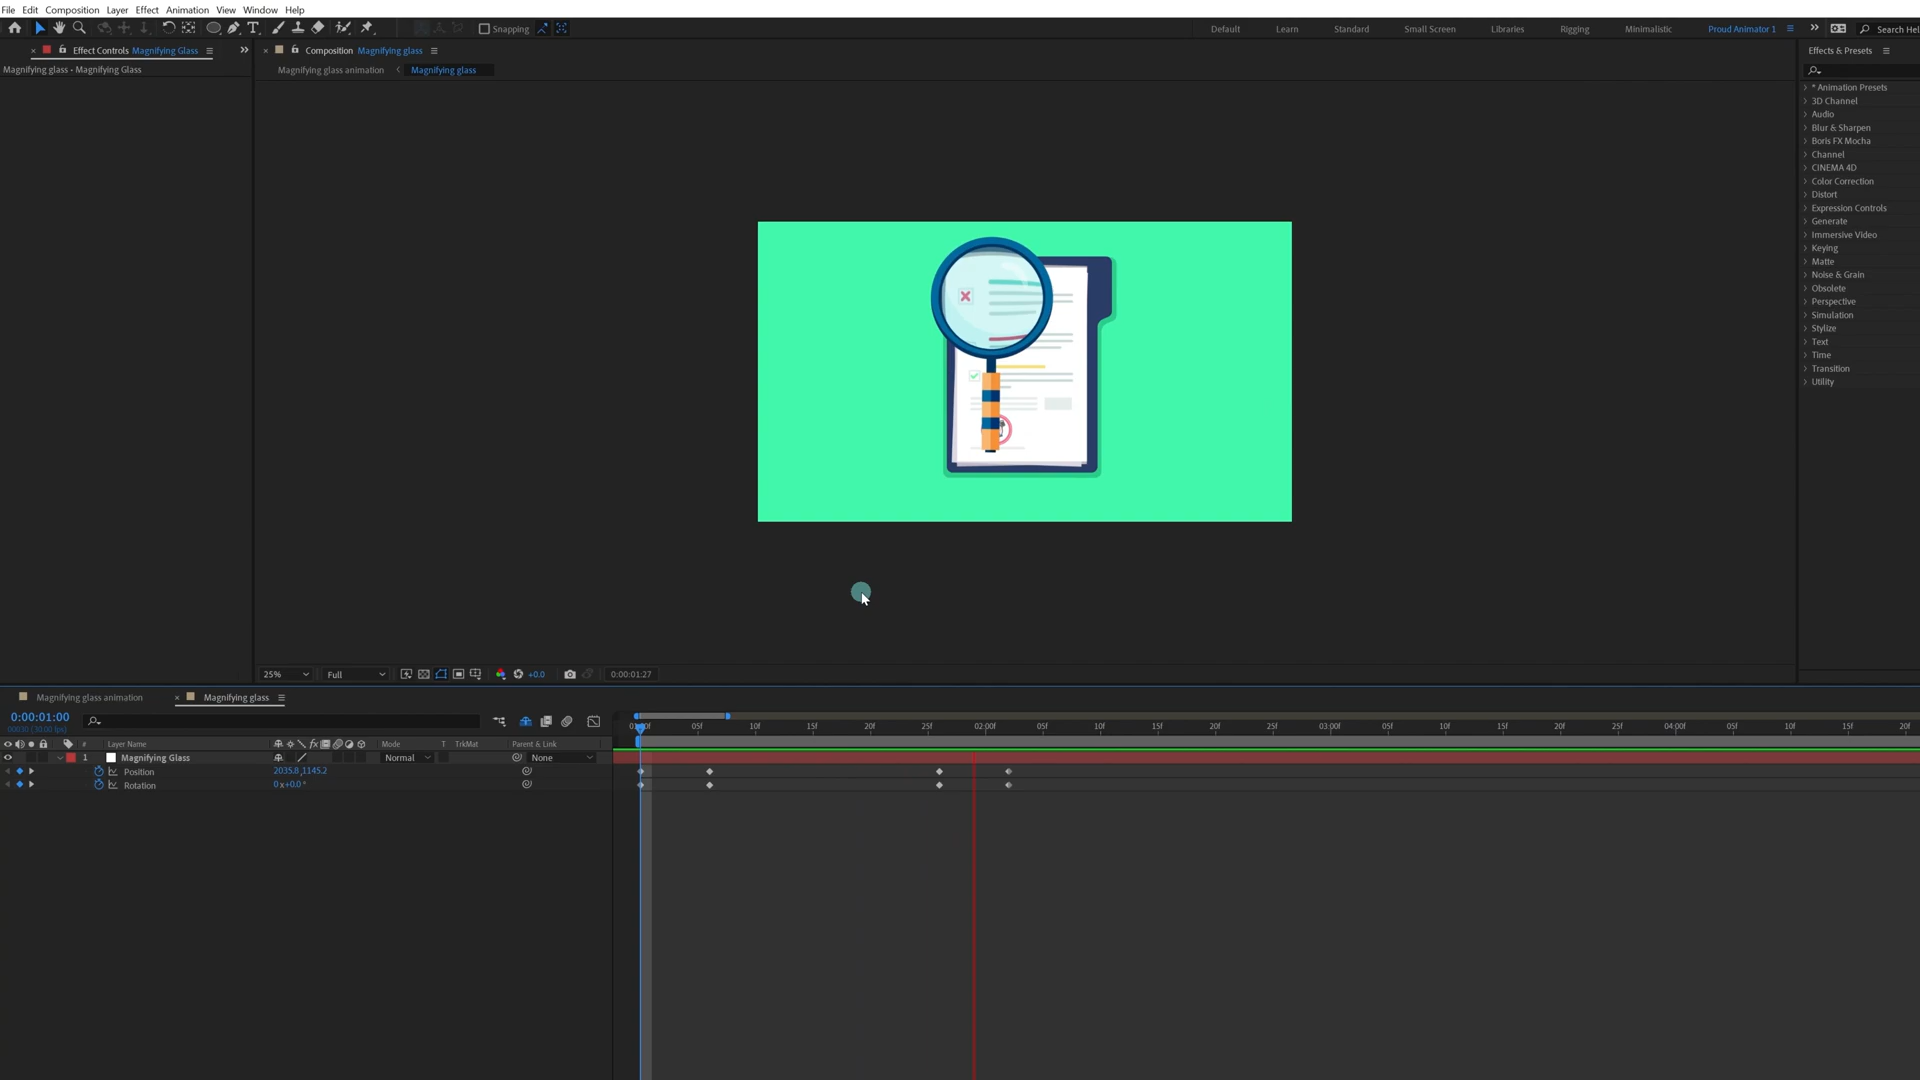 File Edit Composition Layer Effect Animation View Window Help
Snapping
Default Learn Standard Small Screen Libraries Rigging Minimalistic Proud Animator 1 Search Hel
Effect Controls Magnifying Glass
Composition Magnifying glass
Effects & Presets
Magnifying glass • Magnifying Glass
Magnifying glass animation Magnifying glass
* Animation Presets
3D Channel
Audio
Blur & Sharpen
Boris FX Mocha
Channel
CINEMA 4D
Color Correction
Distort
Expression Controls
Generate
Immersive Video
Keying
Matte
Noise & Grain
Obsolete
Perspective
Simulation
Stylize
Text
Time
Transition
Utility
25% Full +0.0 0:00:01:27
Magnifying glass animation Magnifying glass
0:00:01:00
00030 (30.00 fps)
05f 10f 15f 20f 25f 02:00f 05f 10f 15f 20f 25f 03:00f 05f 10f 15f 20f 25f 04:00f 05f 10f 15f 20f
# Layer Name fx Mode T TrkMat Parent & Link
1 Magnifying Glass Normal None
Position 2035.8,1145.2
Rotation 0x+0.0°